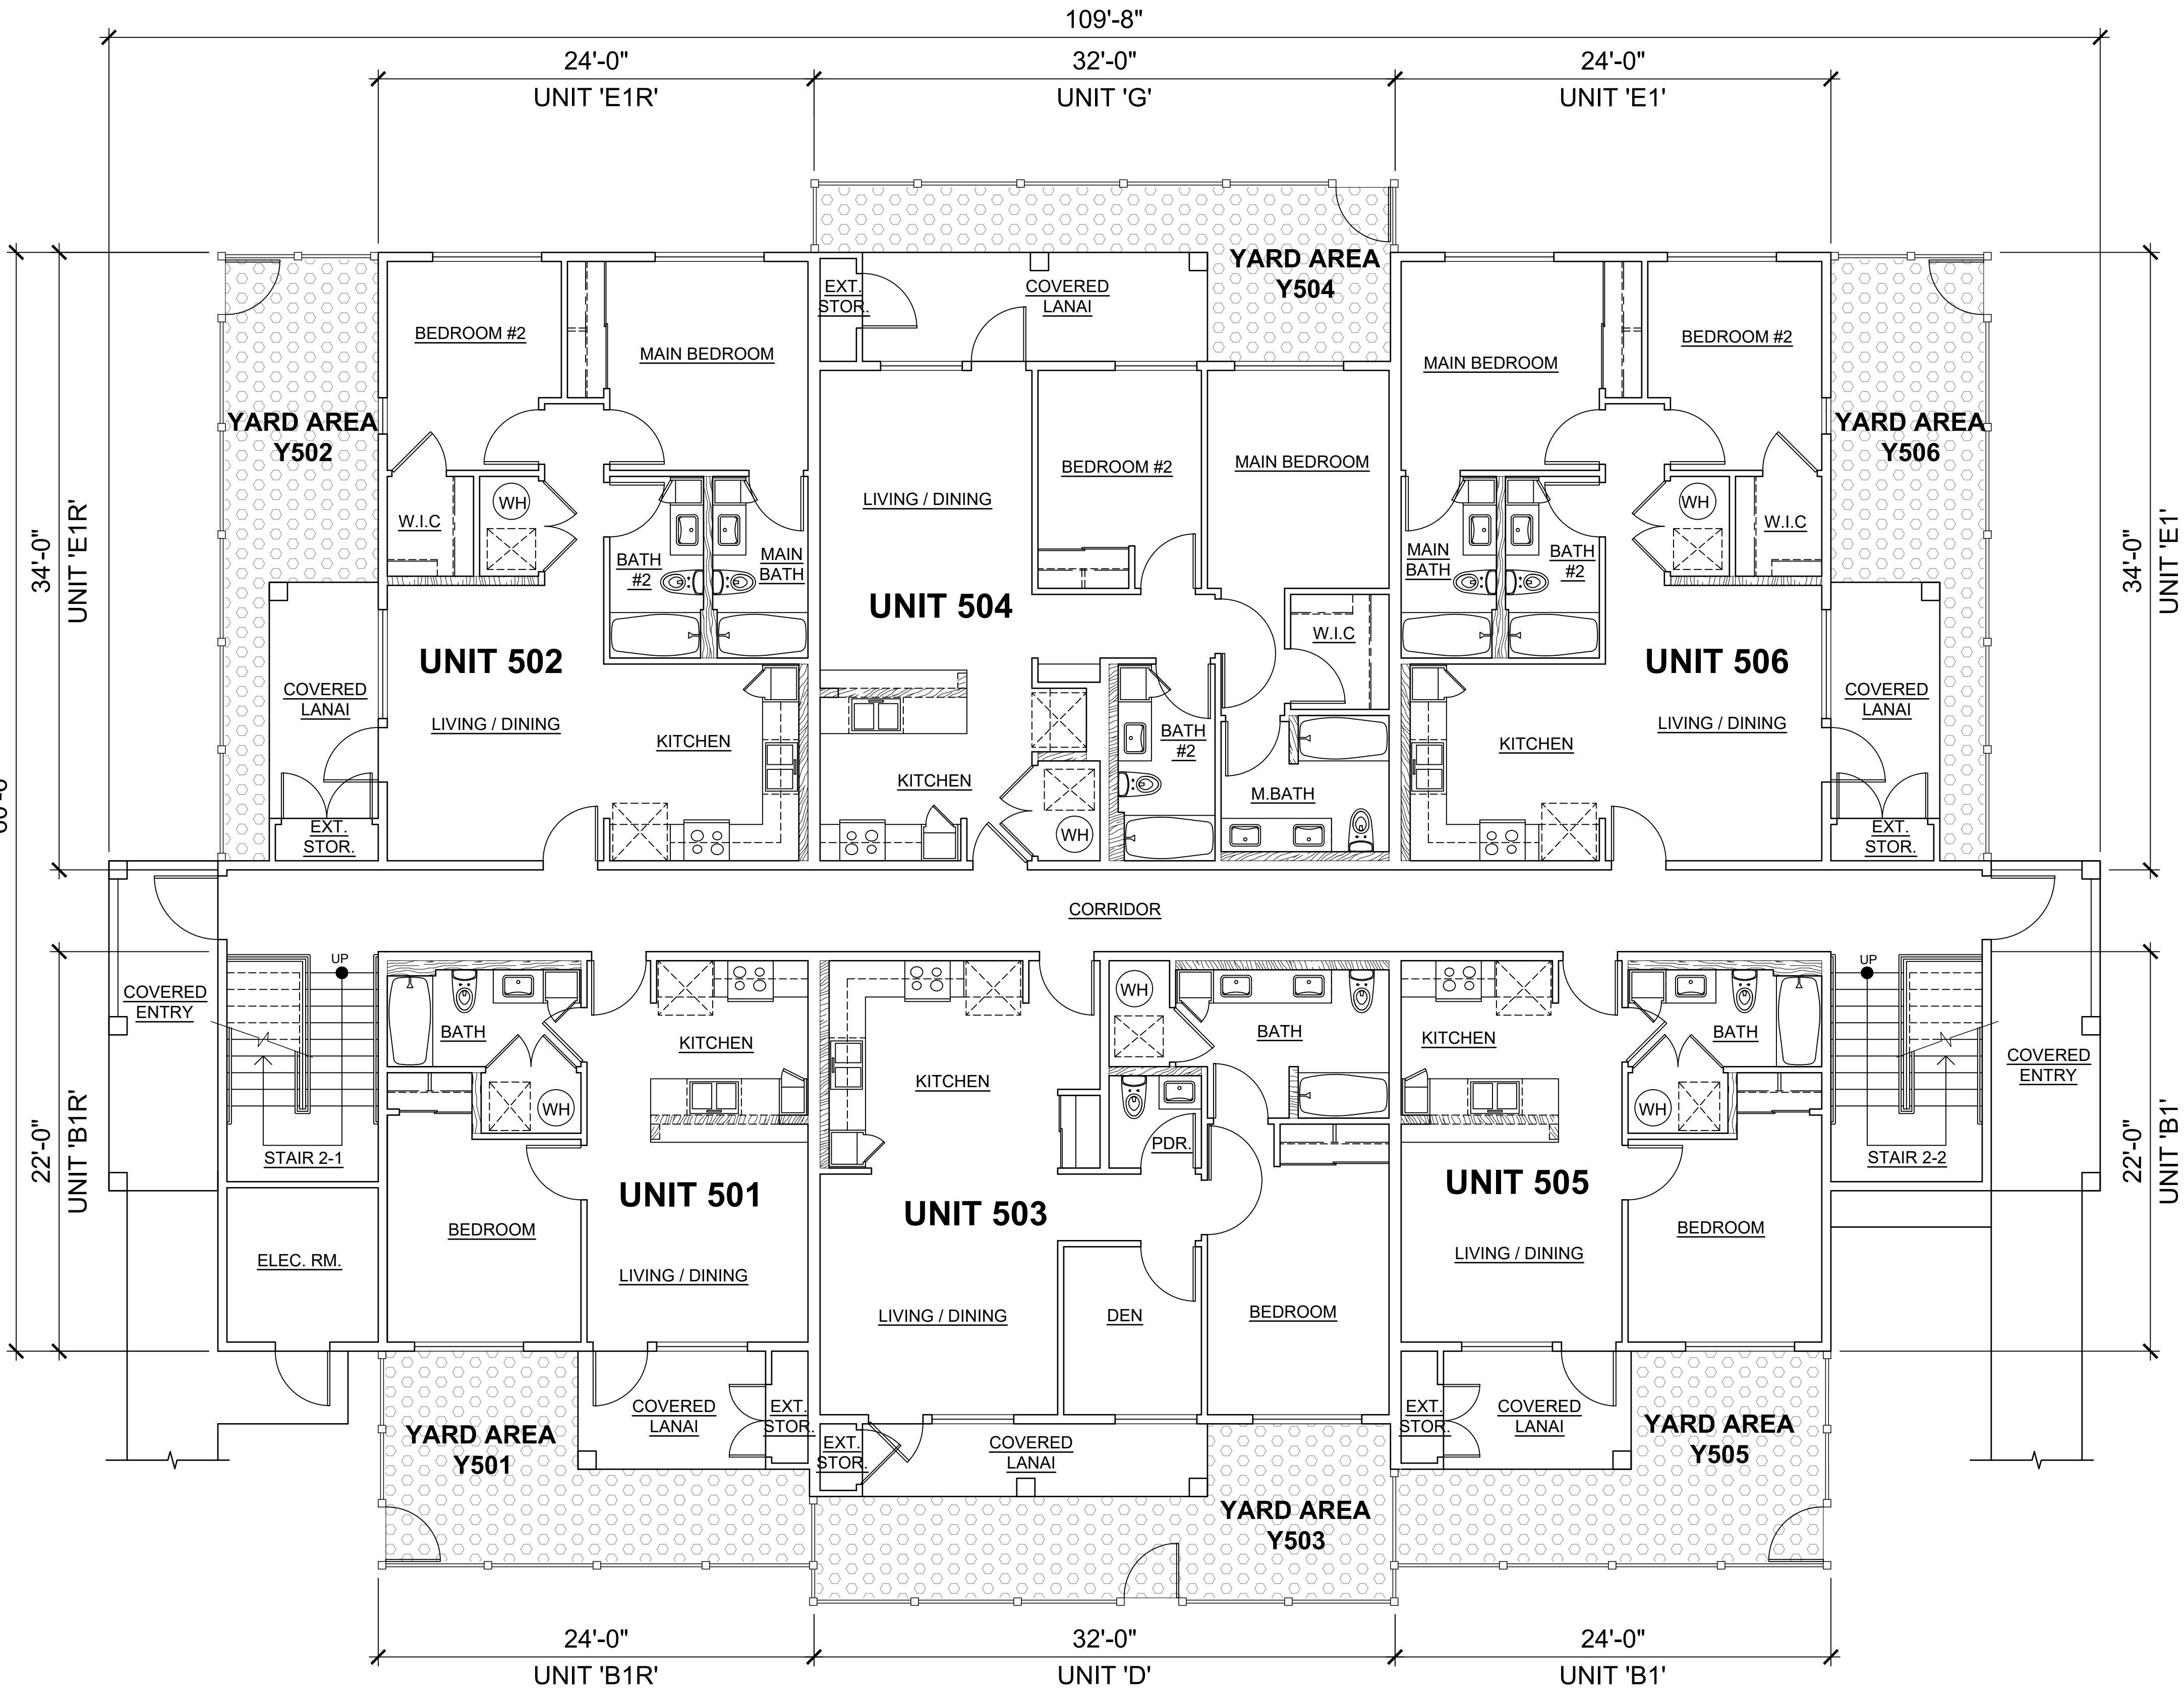 109'-8"
24'-0"
32'-0"
24'-0"
UNIT 'E1R'
UNIT 'G'
UNIT 'E1'
YARD AREA
Y504
EXT.
STOR.
COVERED
LANAI
BEDROOM #2
MAIN BEDROOM
MAIN BEDROOM
BEDROOM #2
YARD AREA
Y502
YARD AREA
Y506
BEDROOM #2
MAIN BEDROOM
LIVING / DINING
WH
W.I.C
BATH
#2
MAIN
BATH
MAIN
BATH
BATH
#2
WH
W.I.C
34'-0"
UNIT 'E1R'
34'-0"
UNIT 'E1'
UNIT 504
W.I.C
UNIT 502
UNIT 506
COVERED
LANAI
COVERED
LANAI
LIVING / DINING
KITCHEN
BATH
#2
KITCHEN
LIVING / DINING
KITCHEN
M.BATH
WH
EXT.
STOR.
EXT.
STOR.
CORRIDOR
UP
UP
COVERED
ENTRY
BATH
KITCHEN
WH
BATH
KITCHEN
BATH
COVERED
ENTRY
KITCHEN
WH
WH
PDR.
STAIR 2-1
STAIR 2-2
22'-0"
UNIT 'B1R'
22'-0"
UNIT 'B1'
UNIT 501
UNIT 503
UNIT 505
BEDROOM
BEDROOM
ELEC. RM.
LIVING / DINING
LIVING / DINING
LIVING / DINING
DEN
BEDROOM
COVERED
LANAI
EXT.
STOR.
EXT.
STOR.
COVERED
LANAI
YARD AREA
Y501
EXT.
STOR.
COVERED
LANAI
YARD AREA
Y505
YARD AREA
Y503
24'-0"
32'-0"
24'-0"
UNIT 'B1R'
UNIT 'D'
UNIT 'B1'